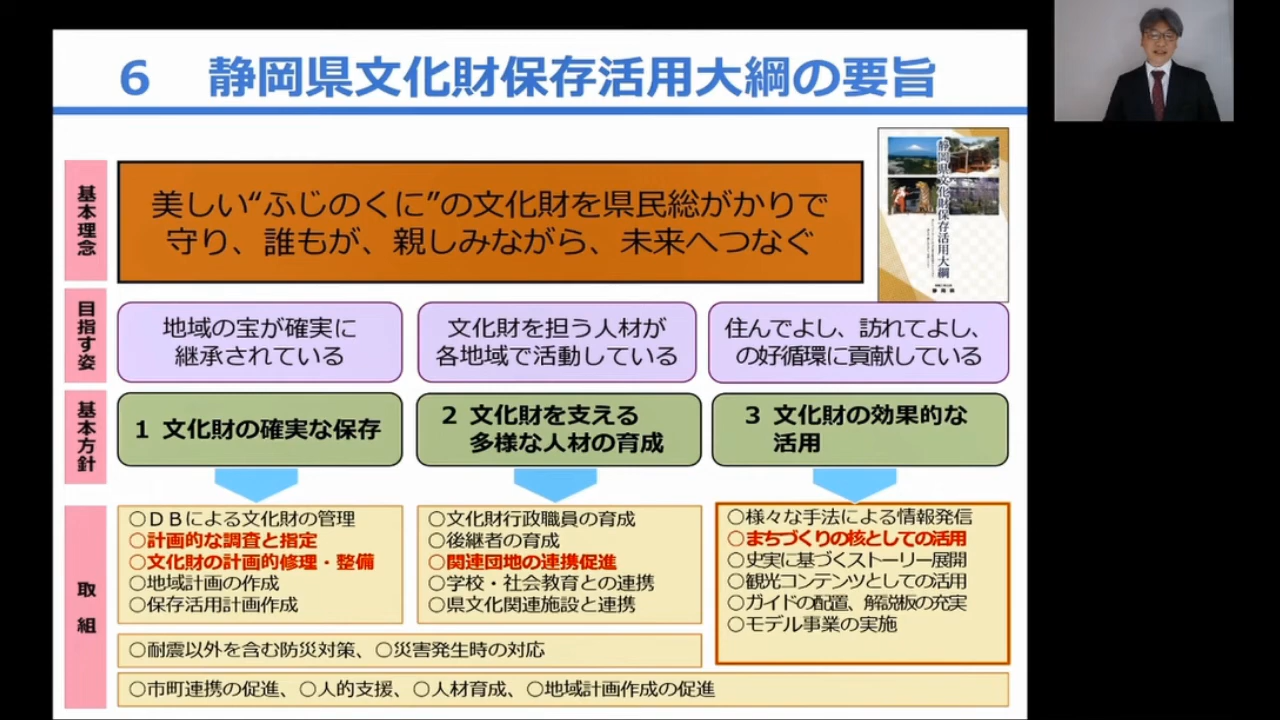 6 静岡県文化財保存活用大綱の要旨
基本理念
美しい“ふじのくに”の文化財を県民総がかりで
守り、誰もが、親しみながら、未来へつなぐ
静岡県文化財保存活用大綱
静岡県
目指す姿
地域の宝が確実に
継承されている
文化財を担う人材が
各地域で活動している
住んでよし、訪れてよし、
の好循環に貢献している
基本方針
1 文化財の確実な保存
2 文化財を支える
多様な人材の育成
3 文化財の効果的な
活用
取組
○ＤＢによる文化財の管理
○計画的な調査と指定
○文化財の計画的修理・整備
○地域計画の作成
○保存活用計画作成
○文化財行政職員の育成
○後継者の育成
○関連団地の連携促進
○学校・社会教育との連携
○県文化関連施設と連携
○様々な手法による情報発信
○まちづくりの核としての活用
○史実に基づくストーリー展開
○観光コンテンツとしての活用
○ガイドの配置、解説板の充実
○モデル事業の実施
○耐震以外を含む防災対策、○災害発生時の対応
○市町連携の促進、○人的支援、○人材育成、○地域計画作成の促進